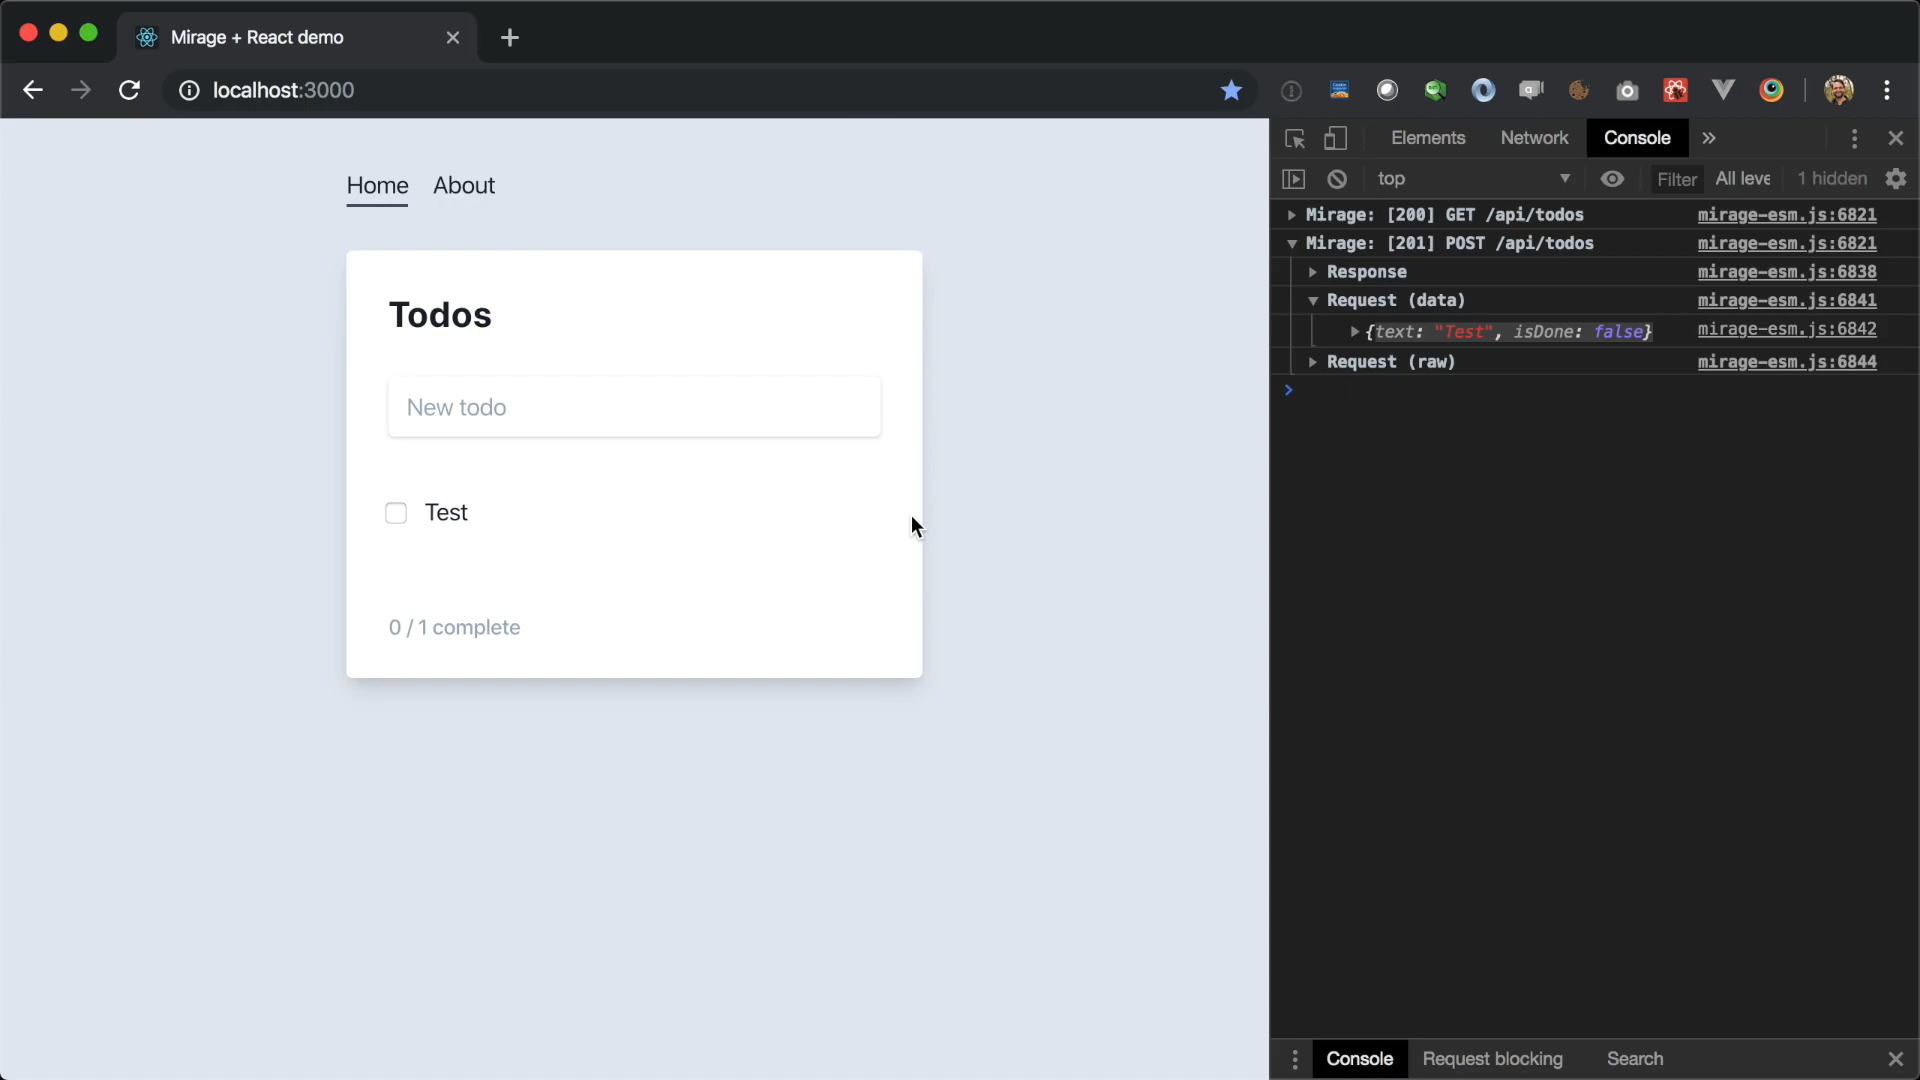 Mirage + React demo
localhost:3000
Home About
Todos
New todo
Test
0 / 1 complete
Elements Network Console »
top Filter All leve 1 hidden
Mirage: [200] GET /api/todos mirage-esm.js:6821
Mirage: [201] POST /api/todos mirage-esm.js:6821
Response mirage-esm.js:6838
Request (data) mirage-esm.js:6841
{text: "Test", isDone: false} mirage-esm.js:6842
Request (raw) mirage-esm.js:6844
Console Request blocking Search